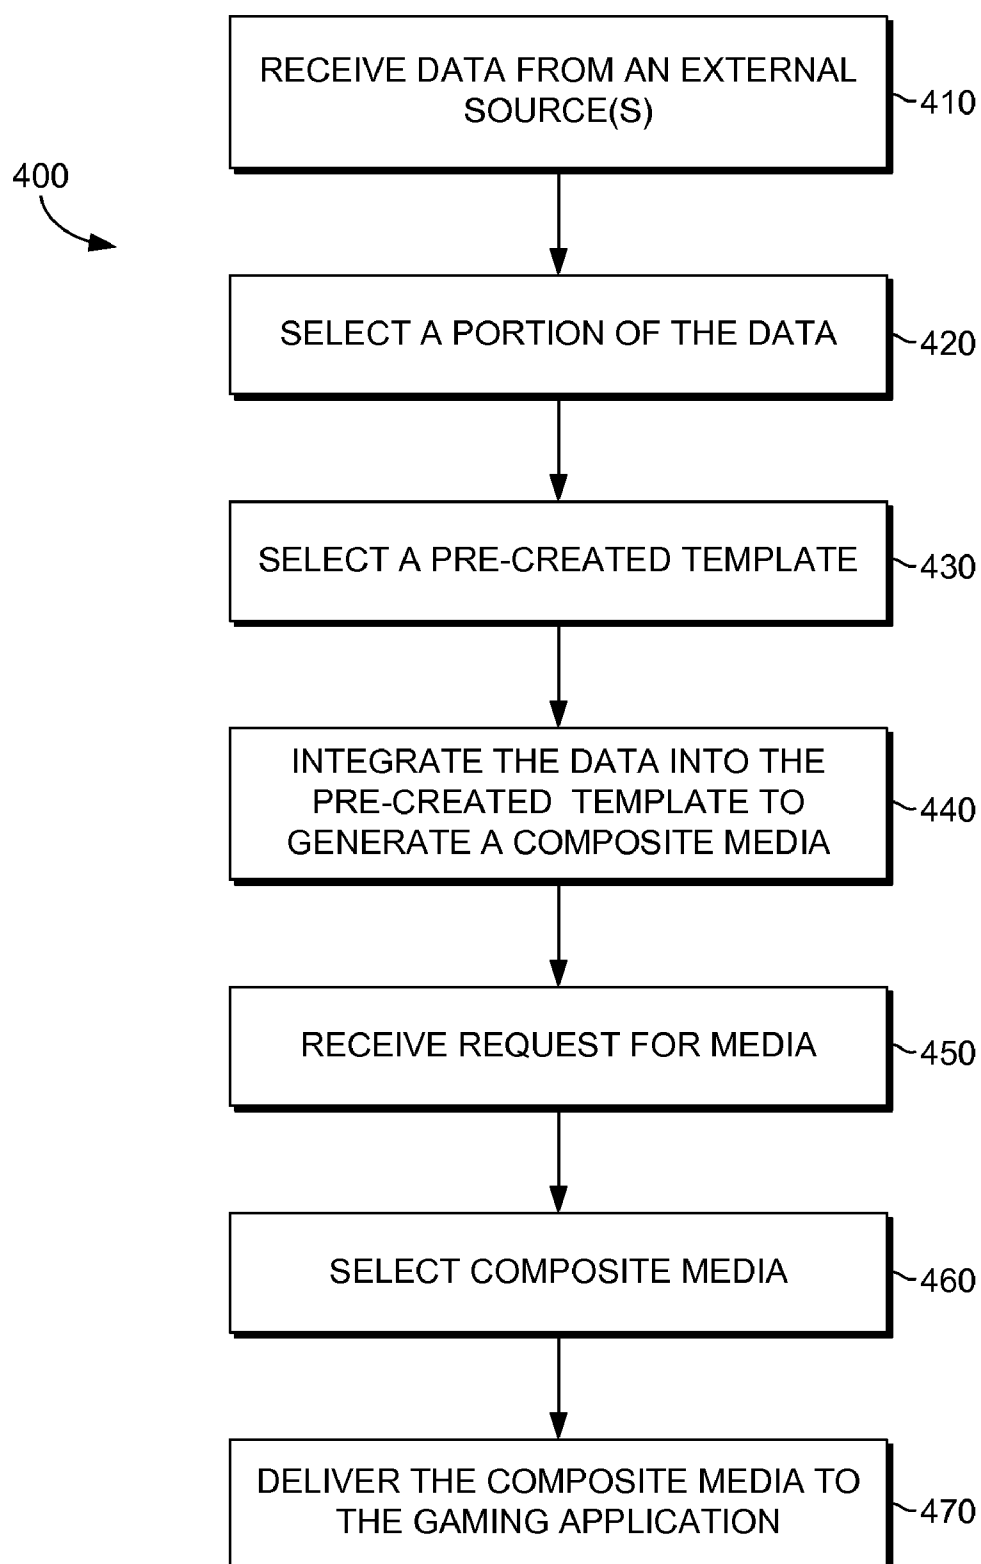 RECEIVE DATA FROM AN EXTERNAL
SOURCE(S)
410
400
SELECT A PORTION OF THE DATA
420
SELECT A PRE-CREATED TEMPLATE
430
INTEGRATE THE DATA INTO THE
PRE-CREATED TEMPLATE TO
GENERATE A COMPOSITE MEDIA
440
RECEIVE REQUEST FOR MEDIA
450
SELECT COMPOSITE MEDIA
460
DELIVER THE COMPOSITE MEDIA TO
THE GAMING APPLICATION
470